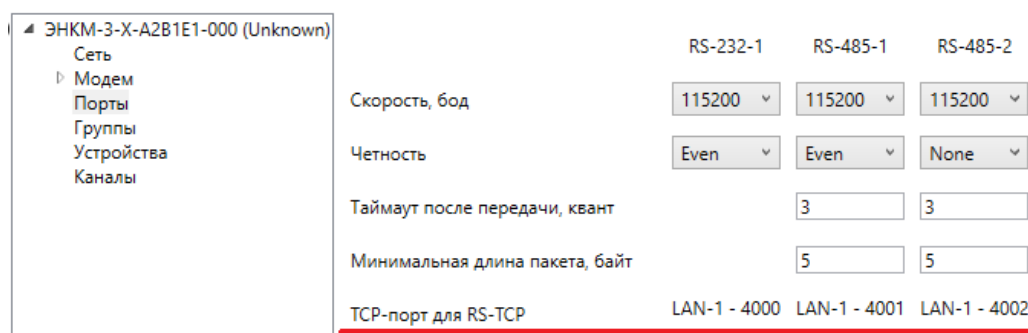 ЭНКМ-3-X-A2B1E1-000 (Unknown)
Сеть
Модем
Порты
Группы
Устройства
Каналы
RS-232-1 RS-485-1 RS-485-2
Скорость, бод 115200 115200 115200
Четность Even Even None
Таймаут после передачи, квант 3 3
Минимальная длина пакета, байт 5 5
TCP-порт для RS-TCP LAN-1 - 4000 LAN-1 - 4001 LAN-1 - 4002